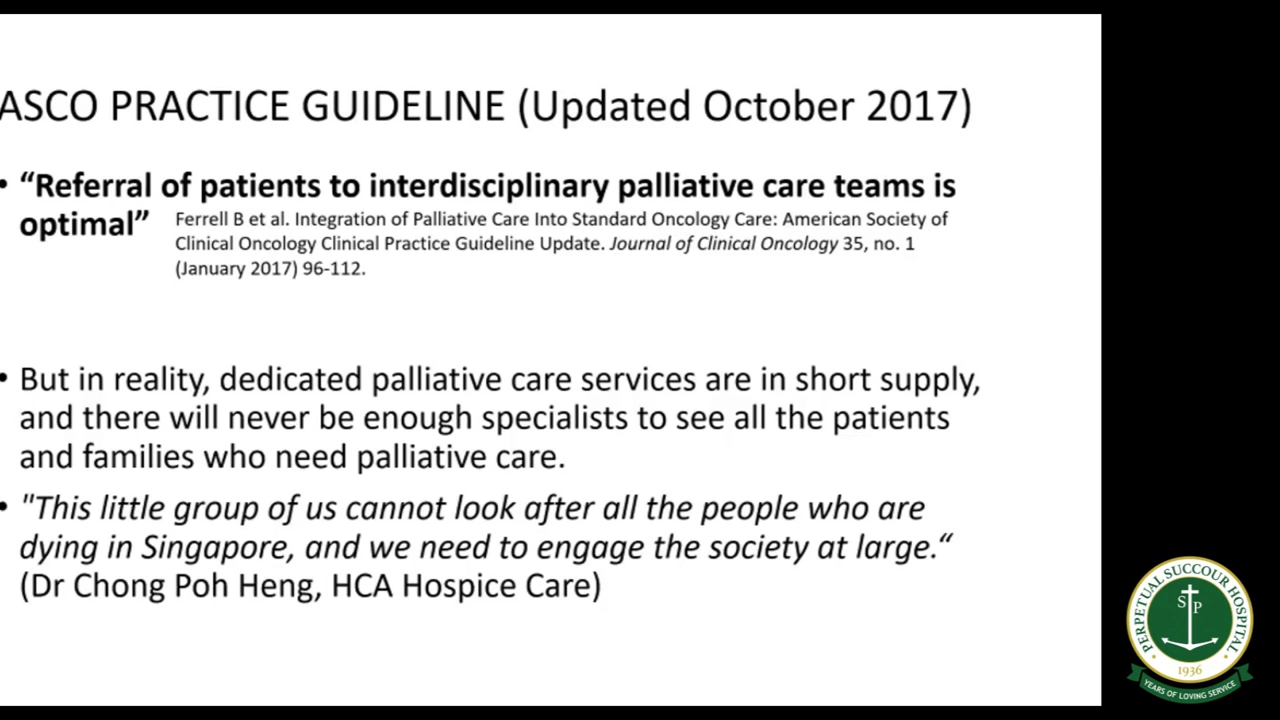 ASCO PRACTICE GUIDELINE (Updated October 2017)
• “Referral of patients to interdisciplinary palliative care teams is
optimal”
Ferrell B et al. Integration of Palliative Care Into Standard Oncology Care: American Society of
Clinical Oncology Clinical Practice Guideline Update. Journal of Clinical Oncology 35, no. 1
(January 2017) 96-112.
• But in reality, dedicated palliative care services are in short supply,
and there will never be enough specialists to see all the patients
and families who need palliative care.
• "This little group of us cannot look after all the people who are
dying in Singapore, and we need to engage the society at large.“
(Dr Chong Poh Heng, HCA Hospice Care)
PERPETUAL SUCCOUR HOSPITAL
S P
1936
YEARS OF LOVING SERVICE